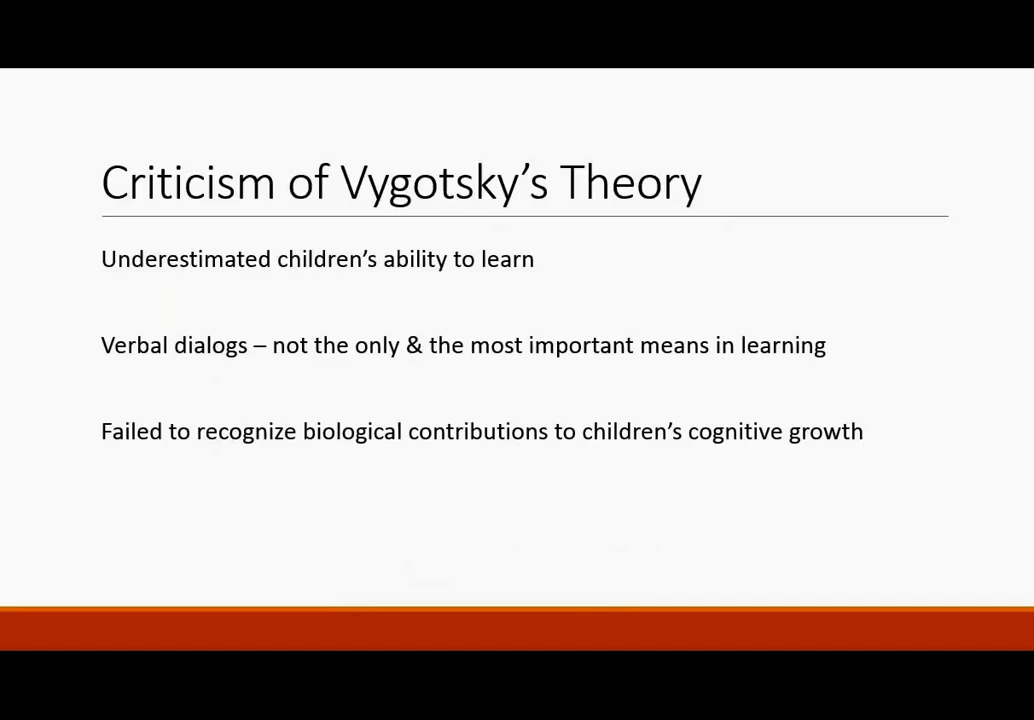 Criticism of Vygotsky’s Theory
Underestimated children’s ability to learn
Verbal dialogs – not the only & the most important means in learning
Failed to recognize biological contributions to children’s cognitive growth